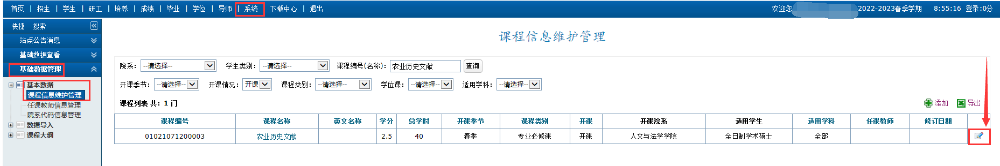 首页 | 招生 | 学生 | 研工 | 培养 | 成绩 | 毕业 | 学位 | 导师 | 系统 | 下载中心 | 退出 欢迎您 2022-2023春季学期 8:55:16 登录:0分
快捷 搜索
站点公告消息
基础数据查看
基础数据管理
基本数据
课程信息维护管理
任课教师信息管理
院系代码信息管理
数据导入
课程大纲
课程信息维护管理
院系: --请选择-- 学生类别: --请选择-- 课程编号(名称): 农业历史文献 查询
开课季节: --请选择-- 开课情况: 开课 课程类别: --请选择-- 学位课: --请选择-- 适用学科: --请选择--
课程列表 共: 1 门 添加 导出
课程编号 课程名称 英文名称 学分 总学时 开课季节 课程类别 开课 开课院系 适用学生 适用学科 任课教师 修订日期
01021071200003 农业历史文献 2.5 40 春季 专业必修课 开课 人文与法学学院 全日制学术硕士 全部